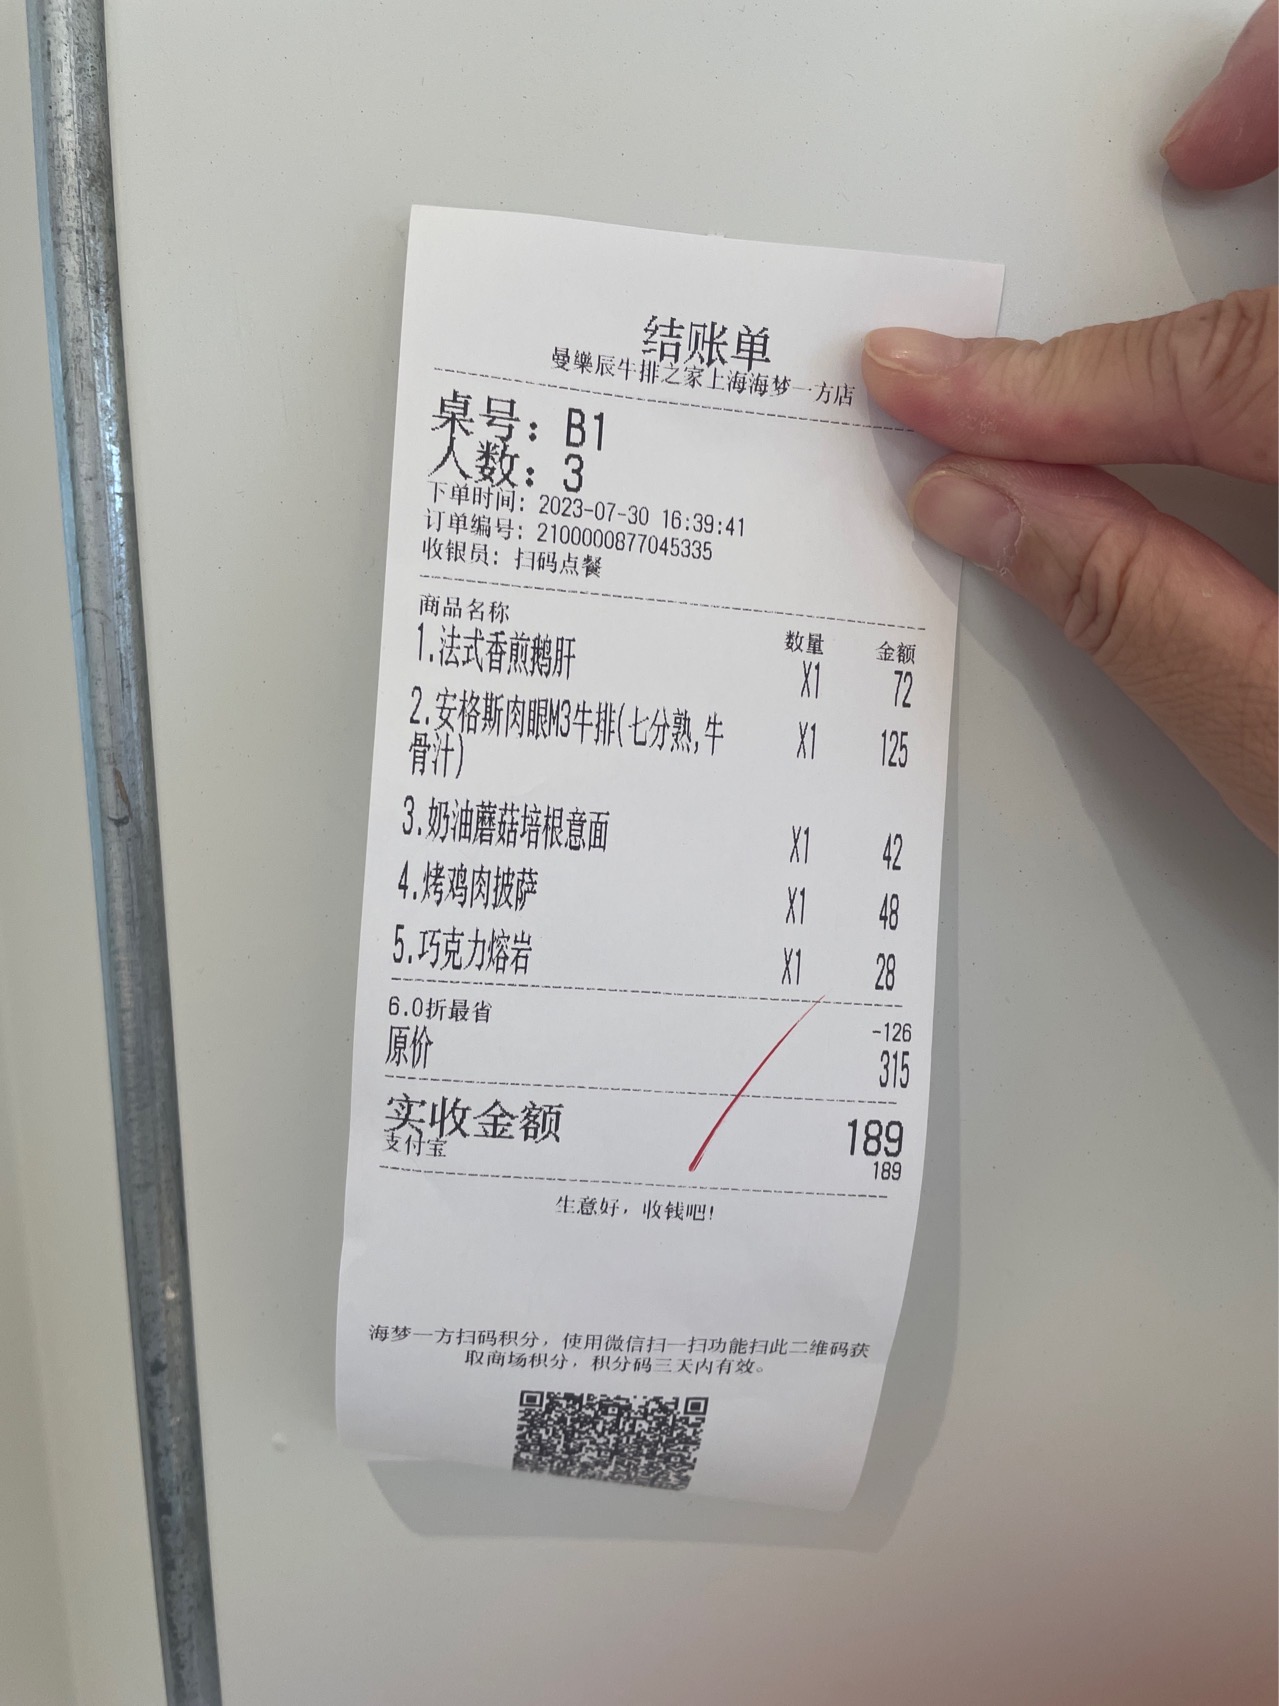 结账单
曼樂辰牛排之家上海海梦一方店
桌号：B1
人数：3
下单时间：2023-07-30 16:39:41
订单编号：2100000877045335
收银员：扫码点餐
商品名称 数量 金额
1.法式香煎鹅肝 X1 72
2.安格斯肉眼M3牛排(七分熟,牛 X1 125
骨汁)
3.奶油蘑菇培根意面 X1 42
4.烤鸡肉披萨 X1 48
5.巧克力熔岩 X1 28
6.0折最省 -126
原价 315
实收金额 189
支付宝 189
生意好，收钱吧！
海梦一方扫码积分，使用微信扫一扫功能扫此二维码获
取商场积分，积分码三天内有效。